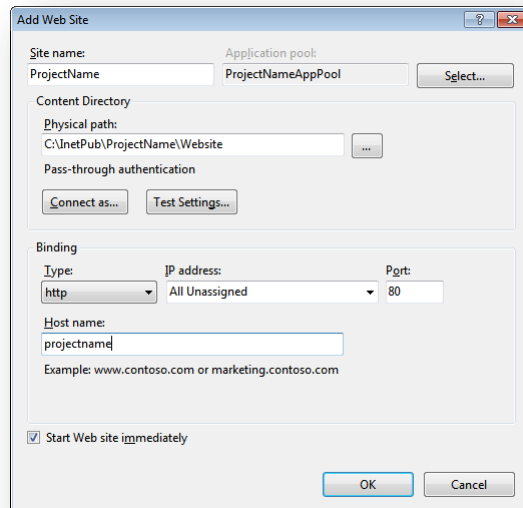 Add Web Site
?
Site name:
Application pool:
ProjectName
ProjectNameAppPool
Select...
Content Directory
Physical path:
C:\InetPub\ProjectName\Website
...
Pass-through authentication
Connect as...
Test Settings...
Binding
Type:
IP address:
Port:
http
All Unassigned
80
Host name:
projectname
Example: www.contoso.com or marketing.contoso.com
Start Web site immediately
OK
Cancel